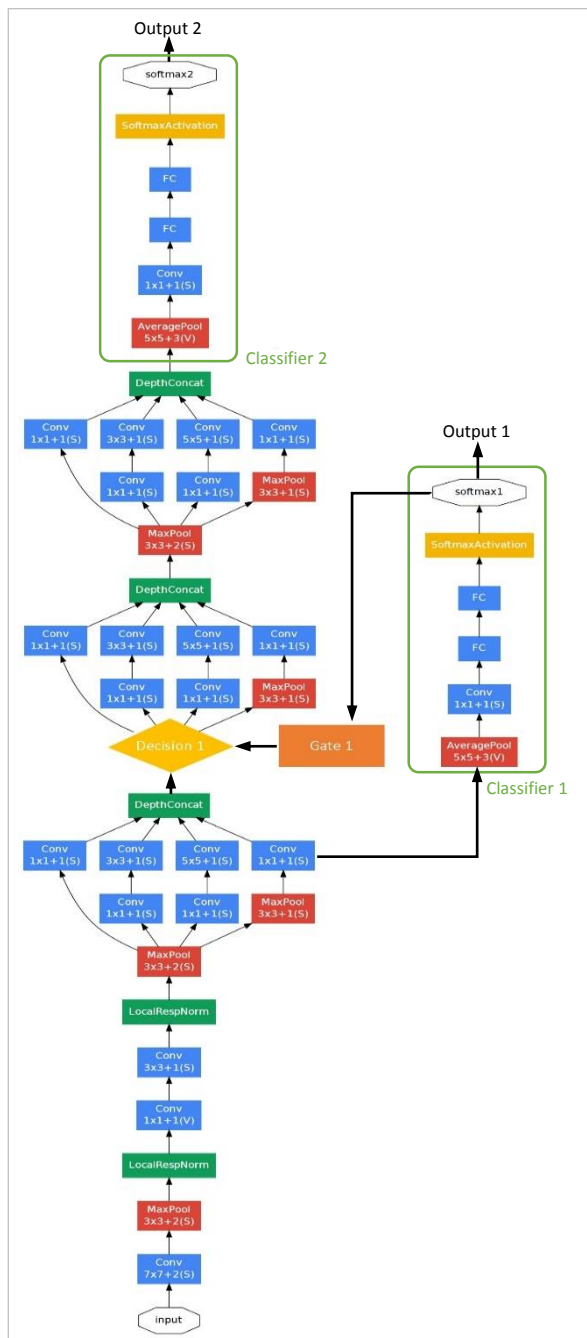 Output 2
softmax2
SoftmaxActivation
FC
FC
Conv
1x1+1(S)
AveragePool
5x5+3(V)
Classifier 2
DepthConcat
Conv
1x1+1(S)
Conv
3x3+1(S)
Conv
5x5+1(S)
Conv
1x1+1(S)
Conv
1x1+1(S)
Conv
1x1+1(S)
MaxPool
3x3+1(S)
MaxPool
3x3+2(S)
DepthConcat
Conv
1x1+1(S)
Conv
3x3+1(S)
Conv
5x5+1(S)
Conv
1x1+1(S)
Conv
1x1+1(S)
Conv
1x1+1(S)
MaxPool
3x3+1(S)
Decision 1
Gate 1
Output 1
softmax1
SoftmaxActivation
FC
FC
Conv
1x1+1(S)
AveragePool
5x5+3(V)
Classifier 1
DepthConcat
Conv
1x1+1(S)
Conv
3x3+1(S)
Conv
5x5+1(S)
Conv
1x1+1(S)
Conv
1x1+1(S)
Conv
1x1+1(S)
MaxPool
3x3+1(S)
MaxPool
3x3+2(S)
LocalRespNorm
Conv
3x3+1(S)
Conv
1x1+1(V)
LocalRespNorm
MaxPool
3x3+2(S)
Conv
7x7+2(S)
input